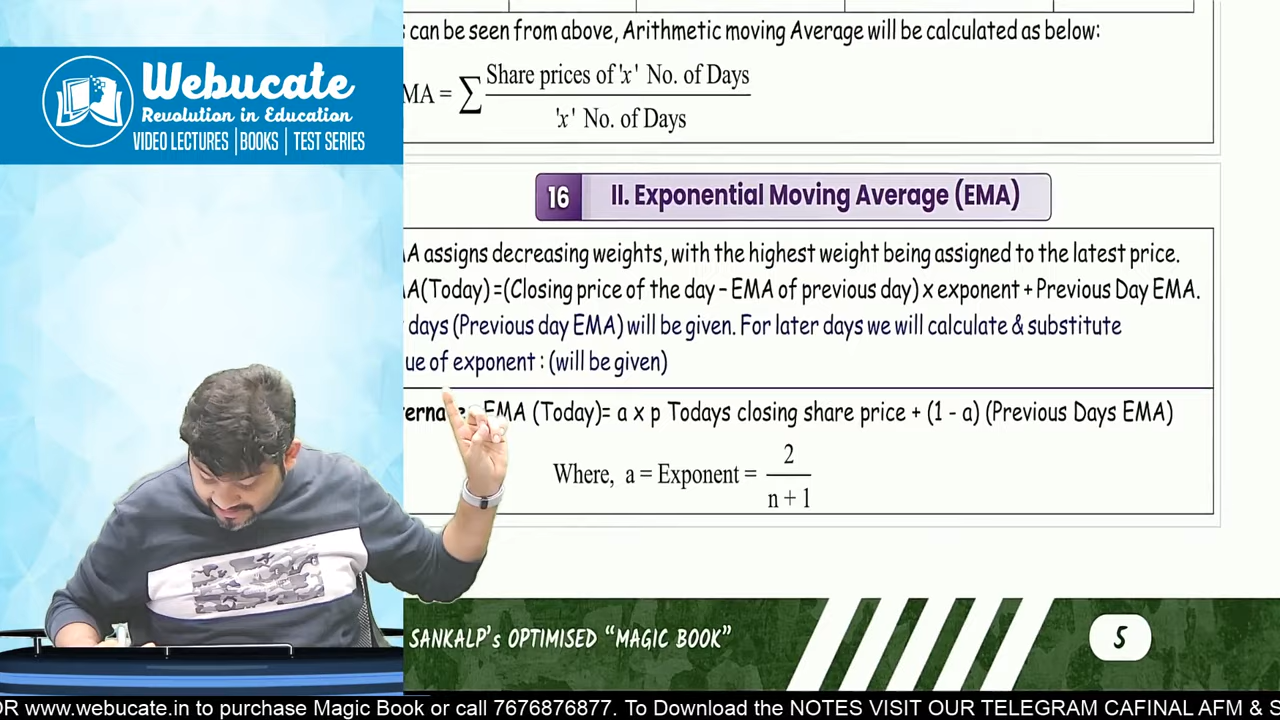 can be seen from above, Arithmetic moving Average will be calculated as below:
Webucate
Revolution in Education
VIDEO LECTURES | BOOKS | TEST SERIES
MA = ∑ Share prices of 'x' No. of Days
'x' No. of Days
16 II. Exponential Moving Average (EMA)
A assigns decreasing weights, with the highest weight being assigned to the latest price.
A(Today) =(Closing price of the day – EMA of previous day) x exponent + Previous Day EMA.
days (Previous day EMA) will be given. For later days we will calculate & substitute
ue of exponent : (will be given)
ernate EMA (Today)= a x p Todays closing share price + (1 - a) (Previous Days EMA)
Where, a = Exponent = 2
n + 1
SANKALP's OPTIMISED "MAGIC BOOK"
5
OR www.webucate.in to purchase Magic Book or call 7676876877. To Download the NOTES VISIT OUR TELEGRAM CAFINAL AFM & S